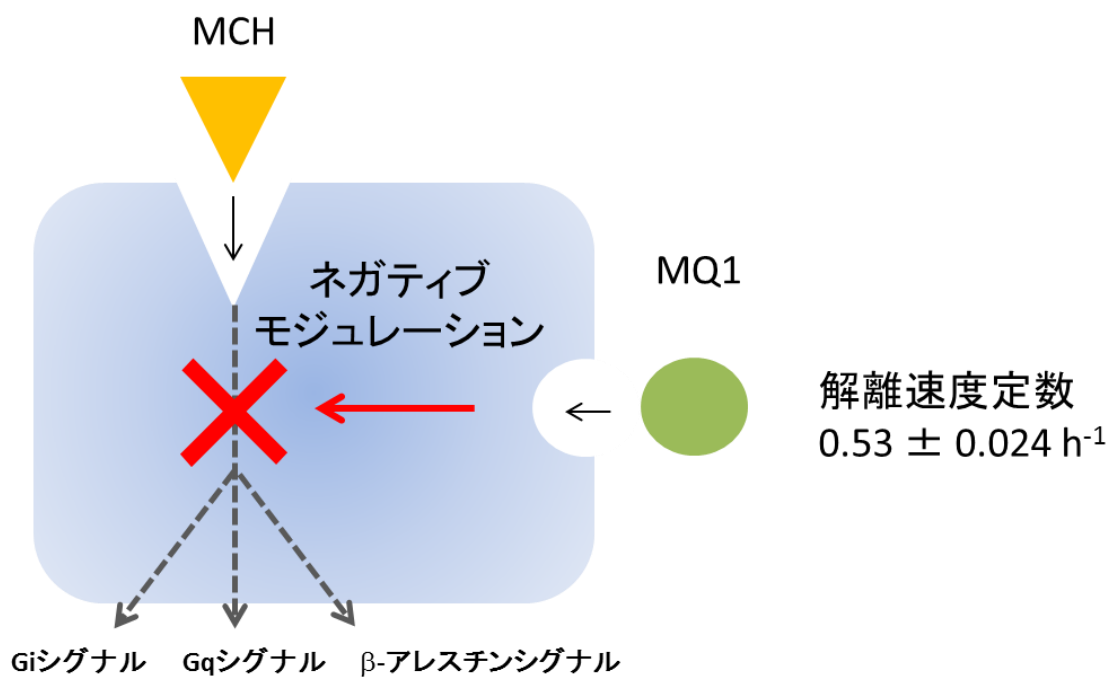 MCH
ネガティブ
モジュレーション
MQ1
解離速度定数
0.53 ± 0.024 h-1
Giシグナル
Gqシグナル
β-アレスチンシグナル